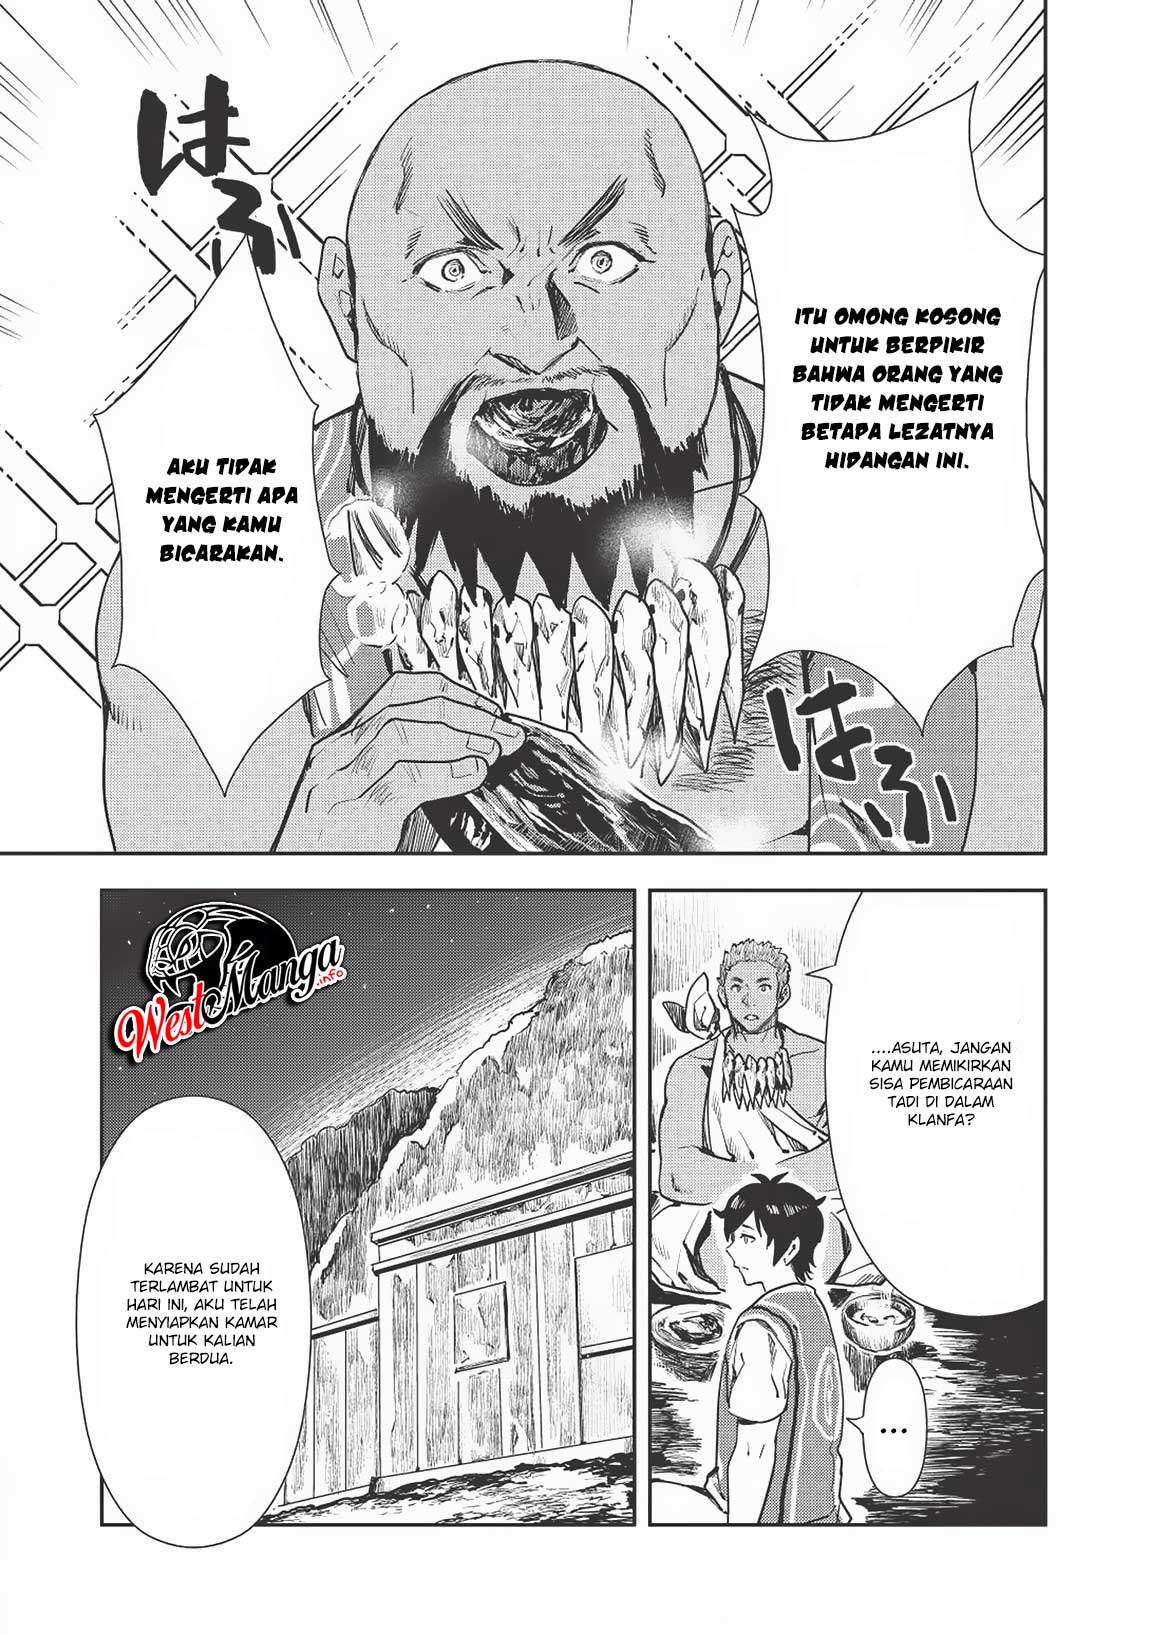 はふ
ITU OMONG KOSONG
UNTUK BERPIKIR
BAHWA ORANG YANG
TIDAK MENGERTI
BETAPA LEZATNYA
HIDANGAN INI.
AKU TIDAK
MENGERTI APA
YANG KAMU
BICARAKAN.
はふ
....ASUTA, JANGAN
KAMU MEMIKIRKAN
SISA PEMBICARAAN
TADI DI DALAM
KLANFA?
...
WestManga
.info
KARENA SUDAH
TERLAMBAT UNTUK
HARI INI, AKU TELAH
MENYIAPKAN KAMAR
UNTUK KALIAN
BERDUA.